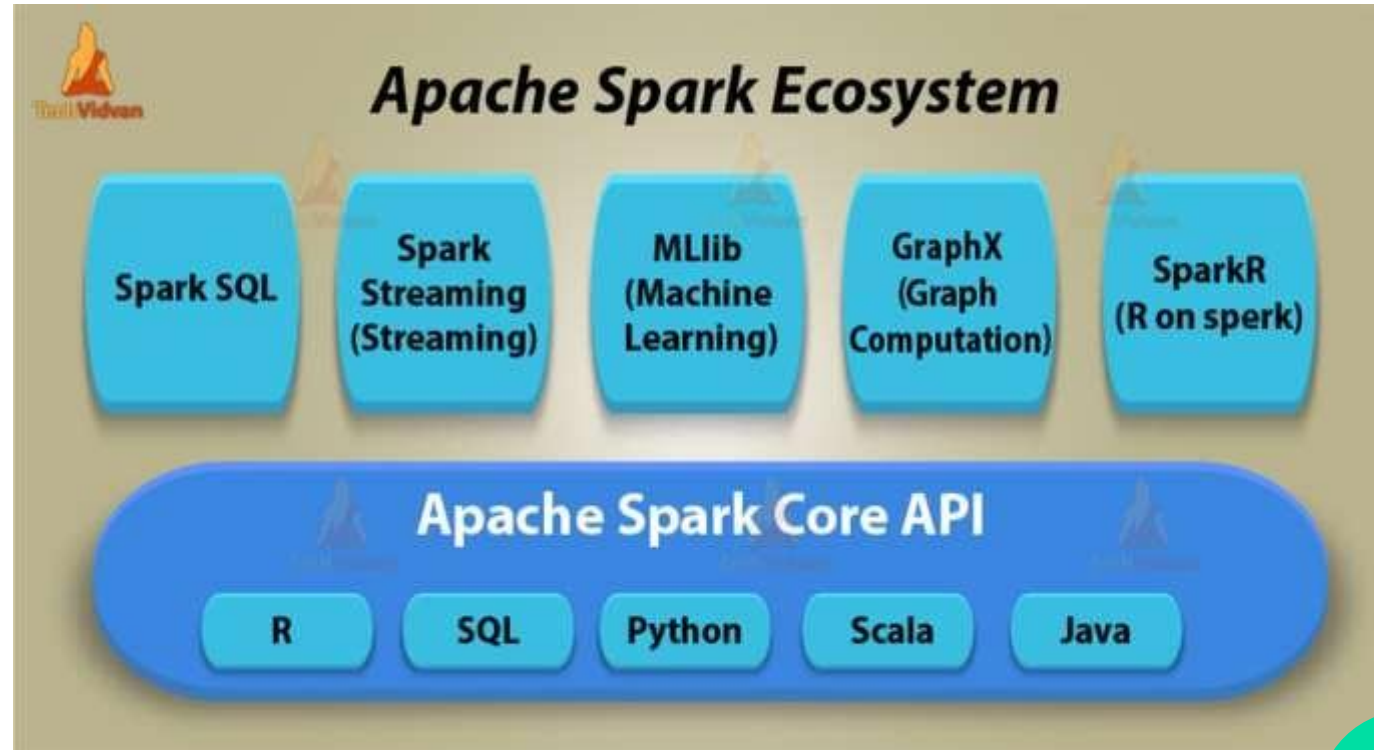 Apache Spark Ecosystem
Spark SQL
Spark
Streaming
(Streaming)
MLlib
(Machine
Learning)
GraphX
(Graph
Computation)
SparkR
(R on sperk)
Apache Spark Core API
R
SQL
Python
Scala
Java
Vidvan